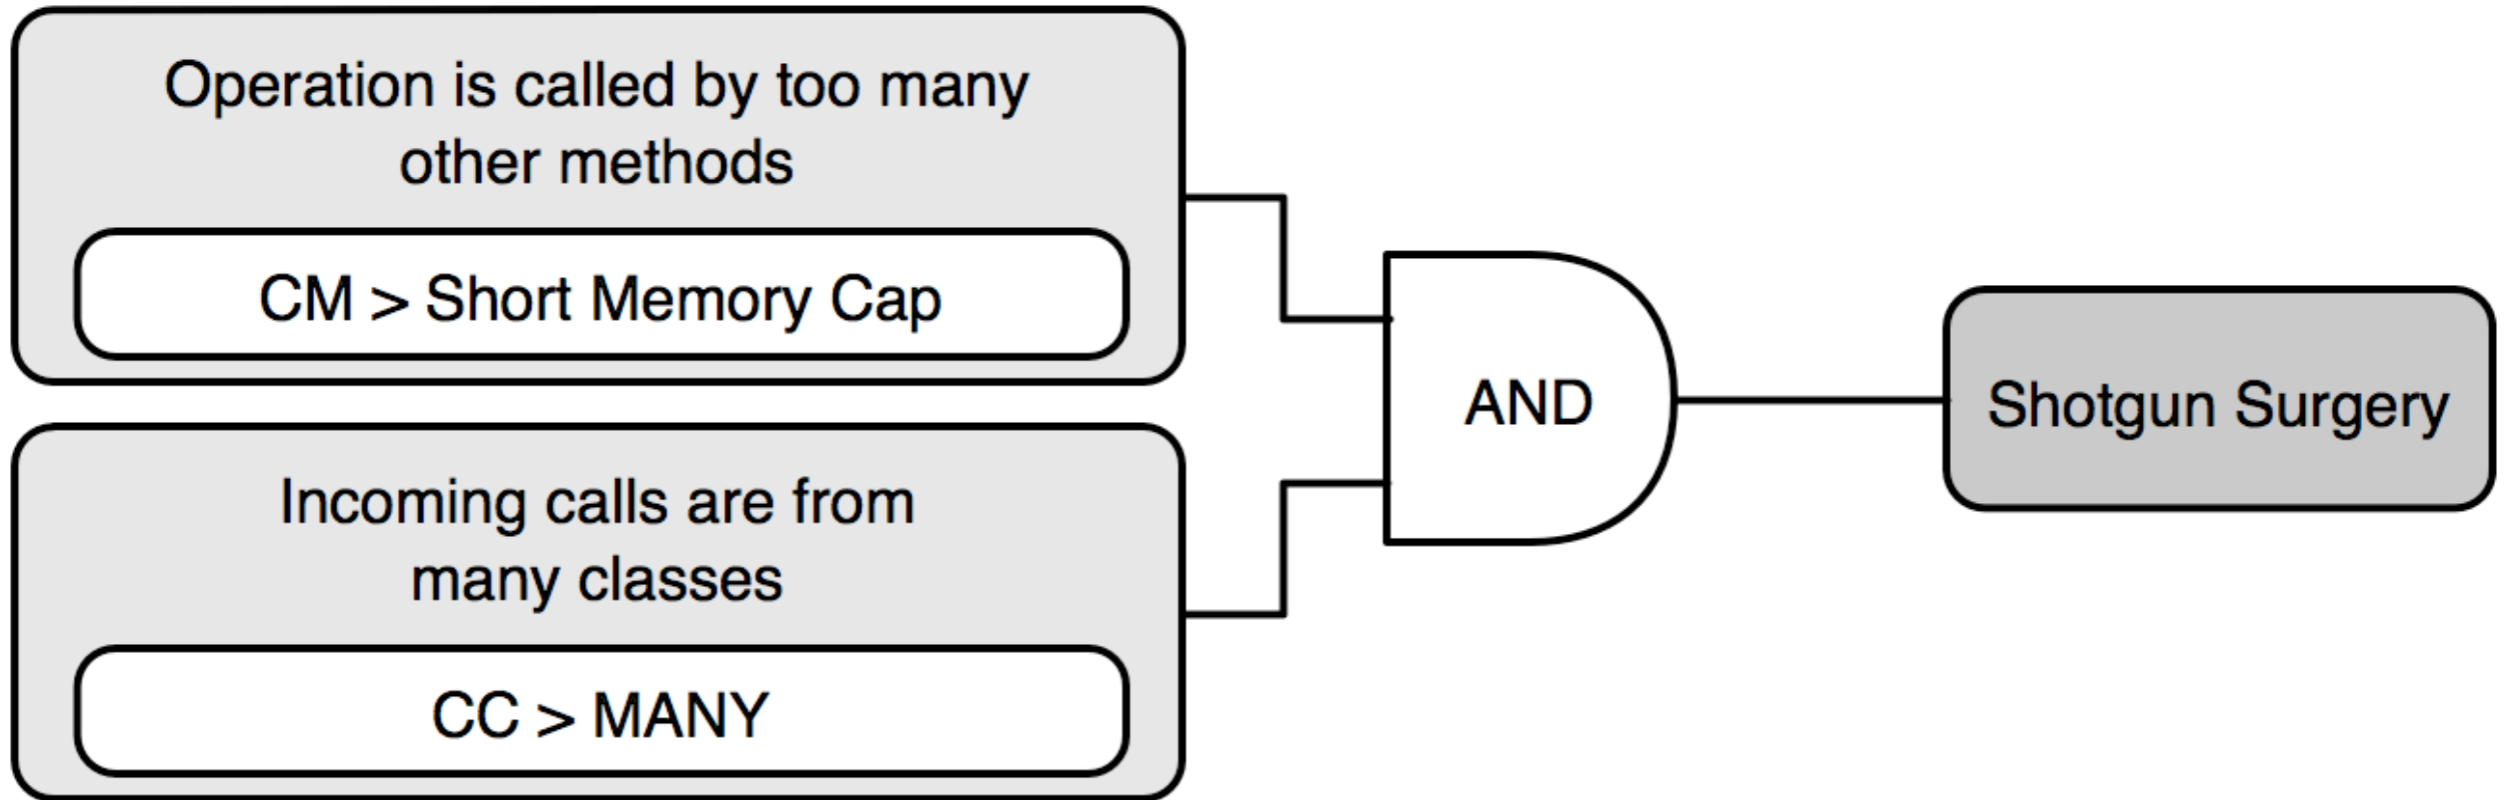 Operation is called by too many
other methods
CM > Short Memory Cap
Incoming calls are from
many classes
CC > MANY
AND
Shotgun Surgery